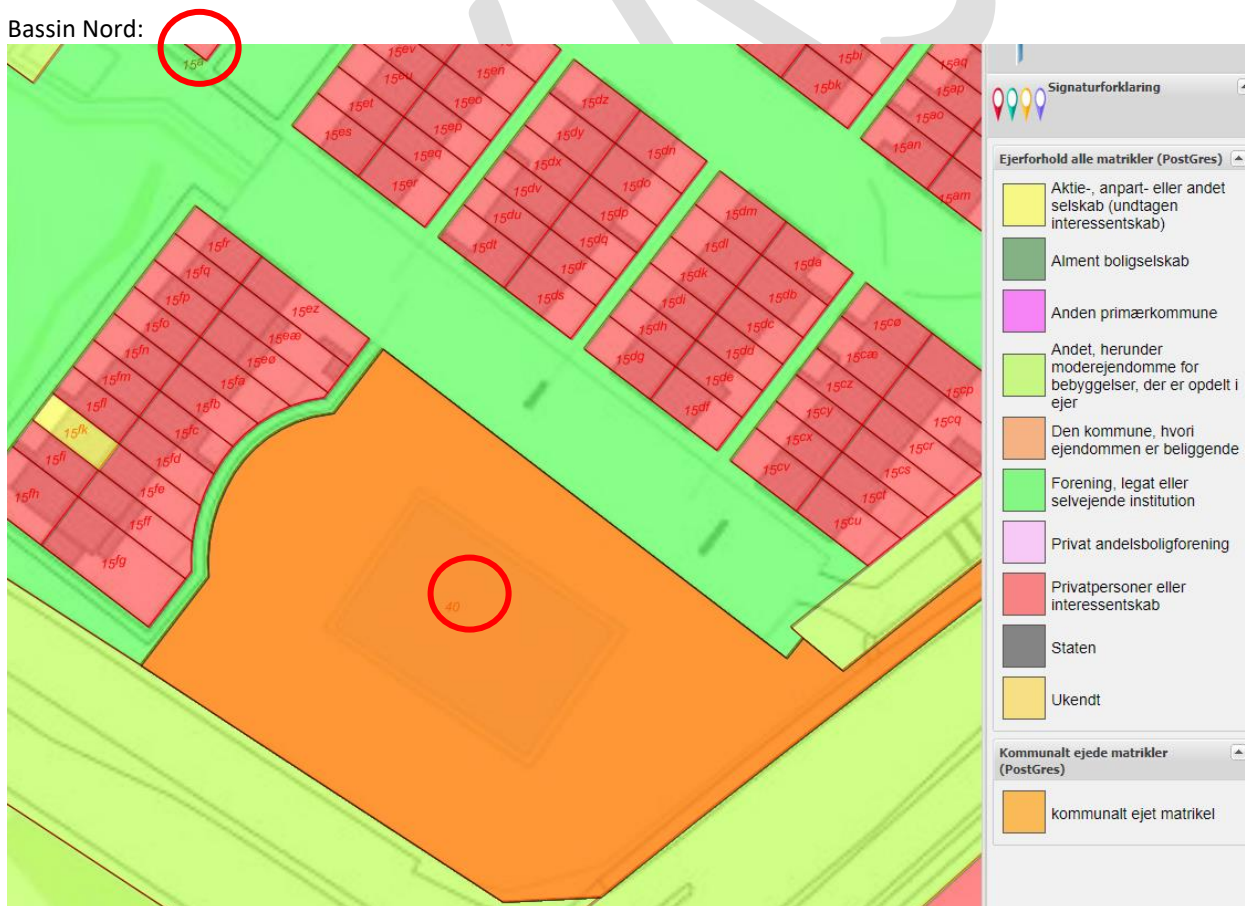 Bassin Nord:
15a
15ev
15eu
15et
15es
15en
15eo
15ep
15eq
15er
15dz
15dy
15dx
15dv
15du
15dt
15dn
15do
15dp
15dq
15dr
15ds
15bi
15bk
15aq
15ap
15ao
15an
15am
15dm
15dl
15dk
15di
15dh
15dg
15da
15db
15dc
15dd
15de
15df
15cø
15cæ
15cz
15cy
15cx
15cv
15cp
15cq
15cr
15cs
15ct
15cu
15fr
15fq
15fp
15fo
15fn
15fm
15fl
15fk
15fi
15fh
15ez
15eæ
15eø
15fa
15fb
15fc
15fd
15fe
15ff
15fg
40
Signaturforklaring
Ejerforhold alle matrikler (PostGres)
Aktie-, anpart- eller andet
selskab (undtagen
interessentskab)
Alment boligselskab
Anden primærkommune
Andet, herunder
moderejendomme for
bebyggelser, der er opdelt i
ejer
Den kommune, hvori
ejendommen er beliggende
Forening, legat eller
selvejende institution
Privat andelsboligforening
Privatpersoner eller
interessentskab
Staten
Ukendt
Kommunalt ejede matrikler
(PostGres)
kommunalt ejet matrikel